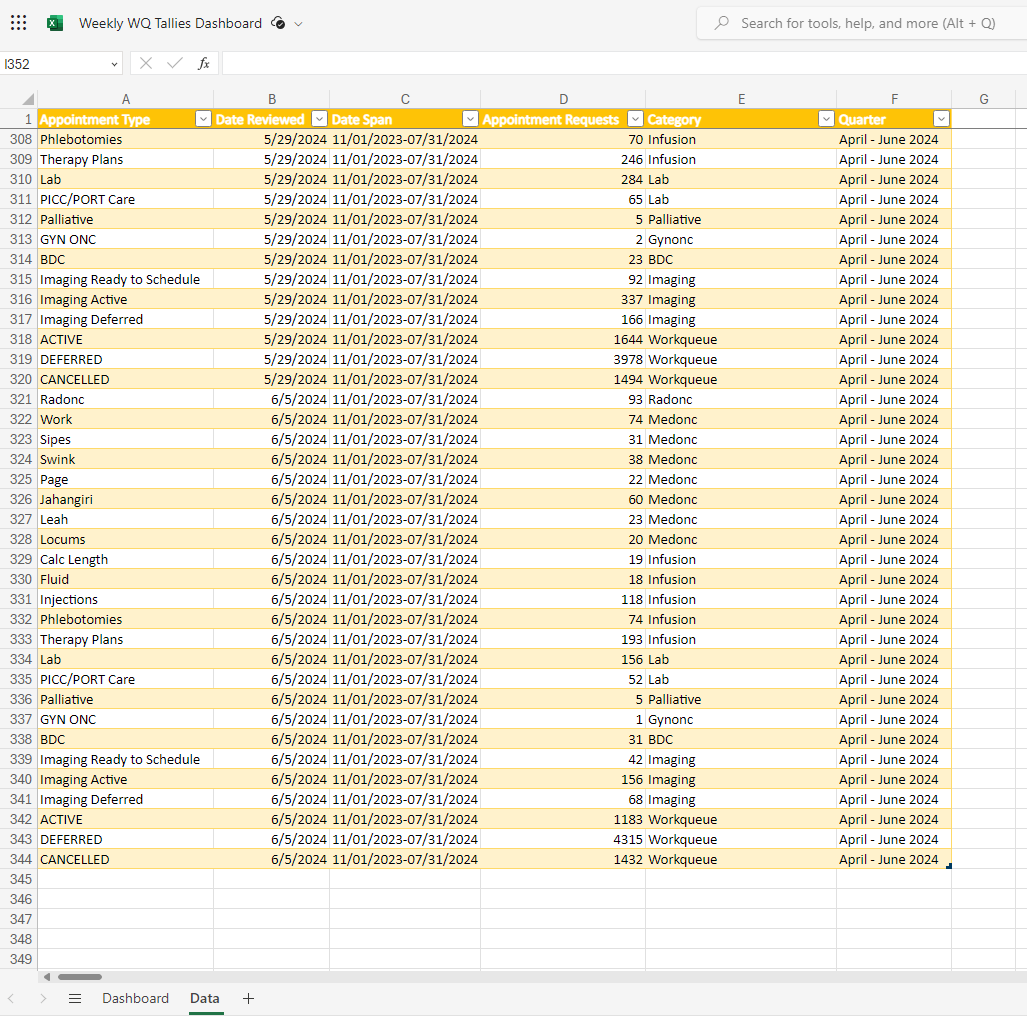 Weekly WQ Tallies Dashboard
Search for tools, help, and more (Alt + Q)
I352 fx
A B C D E F G
1 Appointment Type Date Reviewed Date Span Appointment Requests Category Quarter
308 Phlebotomies 5/29/2024 11/01/2023-07/31/2024 70 Infusion April - June 2024
309 Therapy Plans 5/29/2024 11/01/2023-07/31/2024 246 Infusion April - June 2024
310 Lab 5/29/2024 11/01/2023-07/31/2024 284 Lab April - June 2024
311 PICC/PORT Care 5/29/2024 11/01/2023-07/31/2024 65 Lab April - June 2024
312 Palliative 5/29/2024 11/01/2023-07/31/2024 5 Palliative April - June 2024
313 GYN ONC 5/29/2024 11/01/2023-07/31/2024 2 Gynonc April - June 2024
314 BDC 5/29/2024 11/01/2023-07/31/2024 23 BDC April - June 2024
315 Imaging Ready to Schedule 5/29/2024 11/01/2023-07/31/2024 92 Imaging April - June 2024
316 Imaging Active 5/29/2024 11/01/2023-07/31/2024 337 Imaging April - June 2024
317 Imaging Deferred 5/29/2024 11/01/2023-07/31/2024 166 Imaging April - June 2024
318 ACTIVE 5/29/2024 11/01/2023-07/31/2024 1644 Workqueue April - June 2024
319 DEFERRED 5/29/2024 11/01/2023-07/31/2024 3978 Workqueue April - June 2024
320 CANCELLED 5/29/2024 11/01/2023-07/31/2024 1494 Workqueue April - June 2024
321 Radonc 6/5/2024 11/01/2023-07/31/2024 93 Radonc April - June 2024
322 Work 6/5/2024 11/01/2023-07/31/2024 74 Medonc April - June 2024
323 Sipes 6/5/2024 11/01/2023-07/31/2024 31 Medonc April - June 2024
324 Swink 6/5/2024 11/01/2023-07/31/2024 38 Medonc April - June 2024
325 Page 6/5/2024 11/01/2023-07/31/2024 22 Medonc April - June 2024
326 Jahangiri 6/5/2024 11/01/2023-07/31/2024 60 Medonc April - June 2024
327 Leah 6/5/2024 11/01/2023-07/31/2024 23 Medonc April - June 2024
328 Locums 6/5/2024 11/01/2023-07/31/2024 20 Medonc April - June 2024
329 Calc Length 6/5/2024 11/01/2023-07/31/2024 19 Infusion April - June 2024
330 Fluid 6/5/2024 11/01/2023-07/31/2024 18 Infusion April - June 2024
331 Injections 6/5/2024 11/01/2023-07/31/2024 118 Infusion April - June 2024
332 Phlebotomies 6/5/2024 11/01/2023-07/31/2024 74 Infusion April - June 2024
333 Therapy Plans 6/5/2024 11/01/2023-07/31/2024 193 Infusion April - June 2024
334 Lab 6/5/2024 11/01/2023-07/31/2024 156 Lab April - June 2024
335 PICC/PORT Care 6/5/2024 11/01/2023-07/31/2024 52 Lab April - June 2024
336 Palliative 6/5/2024 11/01/2023-07/31/2024 5 Palliative April - June 2024
337 GYN ONC 6/5/2024 11/01/2023-07/31/2024 1 Gynonc April - June 2024
338 BDC 6/5/2024 11/01/2023-07/31/2024 31 BDC April - June 2024
339 Imaging Ready to Schedule 6/5/2024 11/01/2023-07/31/2024 42 Imaging April - June 2024
340 Imaging Active 6/5/2024 11/01/2023-07/31/2024 156 Imaging April - June 2024
341 Imaging Deferred 6/5/2024 11/01/2023-07/31/2024 68 Imaging April - June 2024
342 ACTIVE 6/5/2024 11/01/2023-07/31/2024 1183 Workqueue April - June 2024
343 DEFERRED 6/5/2024 11/01/2023-07/31/2024 4315 Workqueue April - June 2024
344 CANCELLED 6/5/2024 11/01/2023-07/31/2024 1432 Workqueue April - June 2024
345
346
347
348
349
Dashboard Data